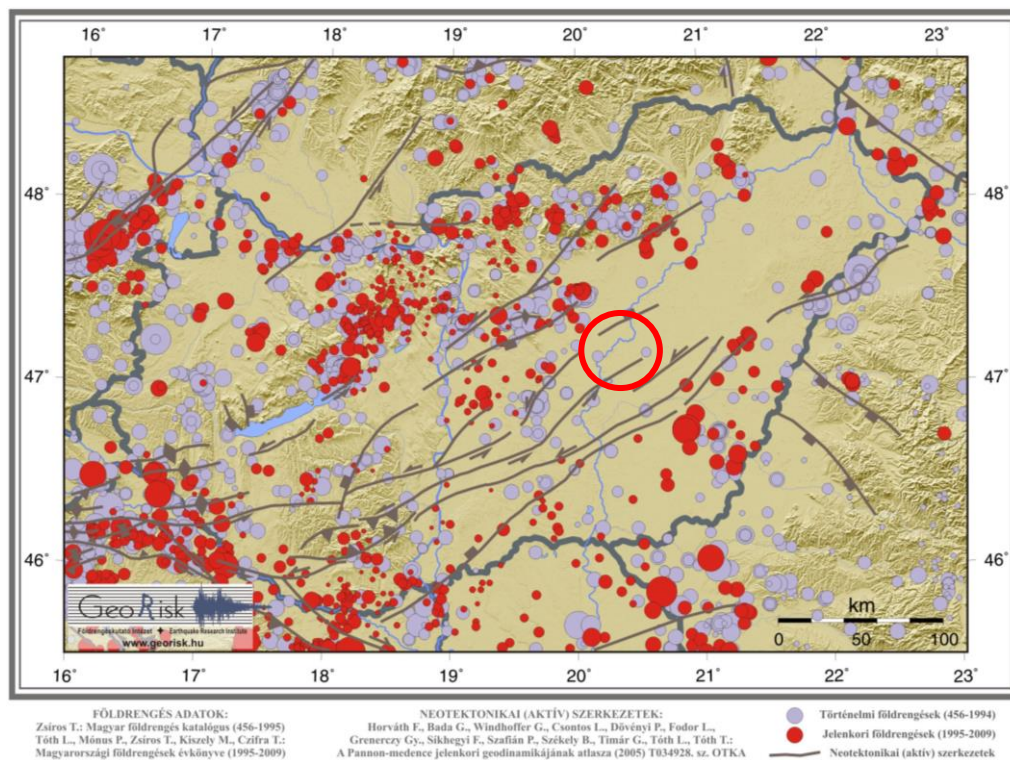 16° 17° 18° 19° 20° 21° 22° 23°
48° 48°
47° 47°
46° 46°
GeoRisk
Földrengéskutató Intézet ✦ Earthquake Research Institute
www.georisk.hu
km
0 50 100
16° 17° 18° 19° 20° 21° 22° 23°
FÖLDRENGÉS ADATOK:
Zsíros T.: Magyar földrengés katalógus (456-1995)
Tóth L., Mónus P., Zsíros T., Kiszely M., Czifra T.:
Magyarországi földrengések évkönyve (1995-2009)
NEOTEKTONIKAI (AKTÍV) SZERKEZETEK:
Horváth F., Bada G., Windhoffer G., Csontos L., Dövényi P., Fodor L.,
Grenerczy Gy., Síkhegyi F., Szafián P., Székely B., Timár G., Tóth L., Tóth T.:
A Pannon-medence jelenkori geodinamikájának atlasza (2005) T034928. sz. OTKA
Történelmi földrengések (456-1994)
Jelenkori földrengések (1995-2009)
Neotektonikai (aktív) szerkezetek